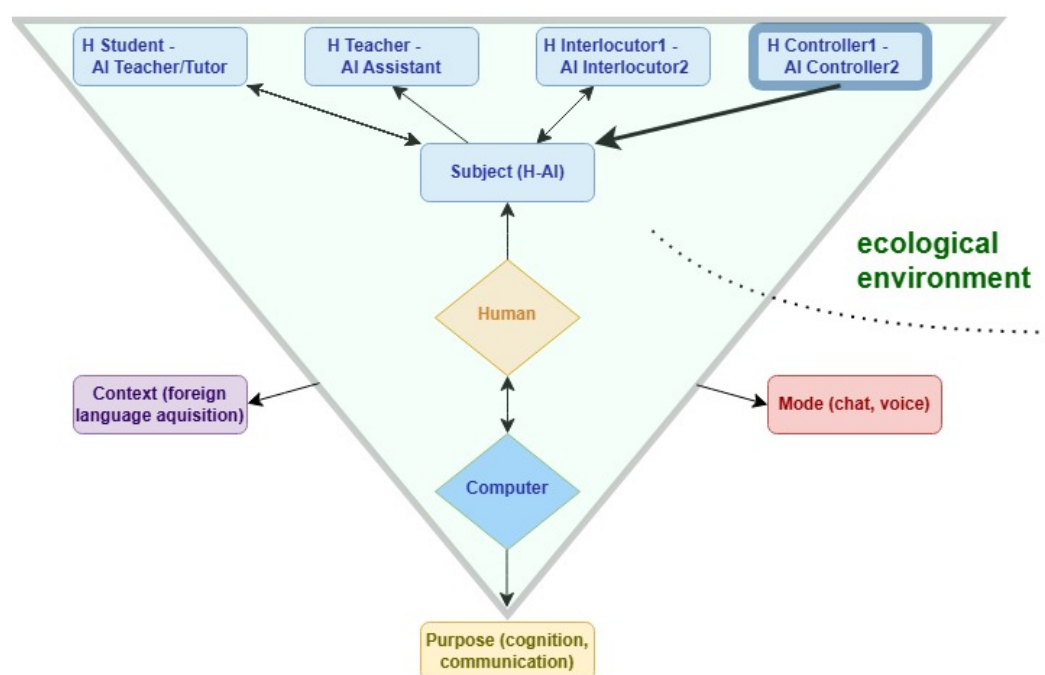 H Student -
AI Teacher/Tutor
H Teacher -
AI Assistant
H Interlocutor1 -
AI Interlocutor2
H Controller1 -
AI Controller2
Subject (H-AI)
ecological
environment
Human
Context (foreign
language aquisition)
Mode (chat, voice)
Computer
Purpose (cognition,
communication)